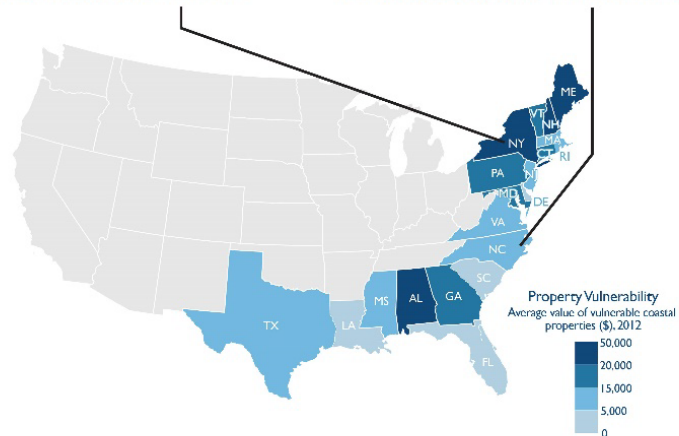 ME
VT
NH
NY
MA
CT
RI
PA
NJ
MD
DE
VA
NC
SC
MS
AL
GA
TX
LA
FL
Property Vulnerability
Average value of vulnerable coastal
properties ($), 2012
50,000
20,000
15,000
5,000
0